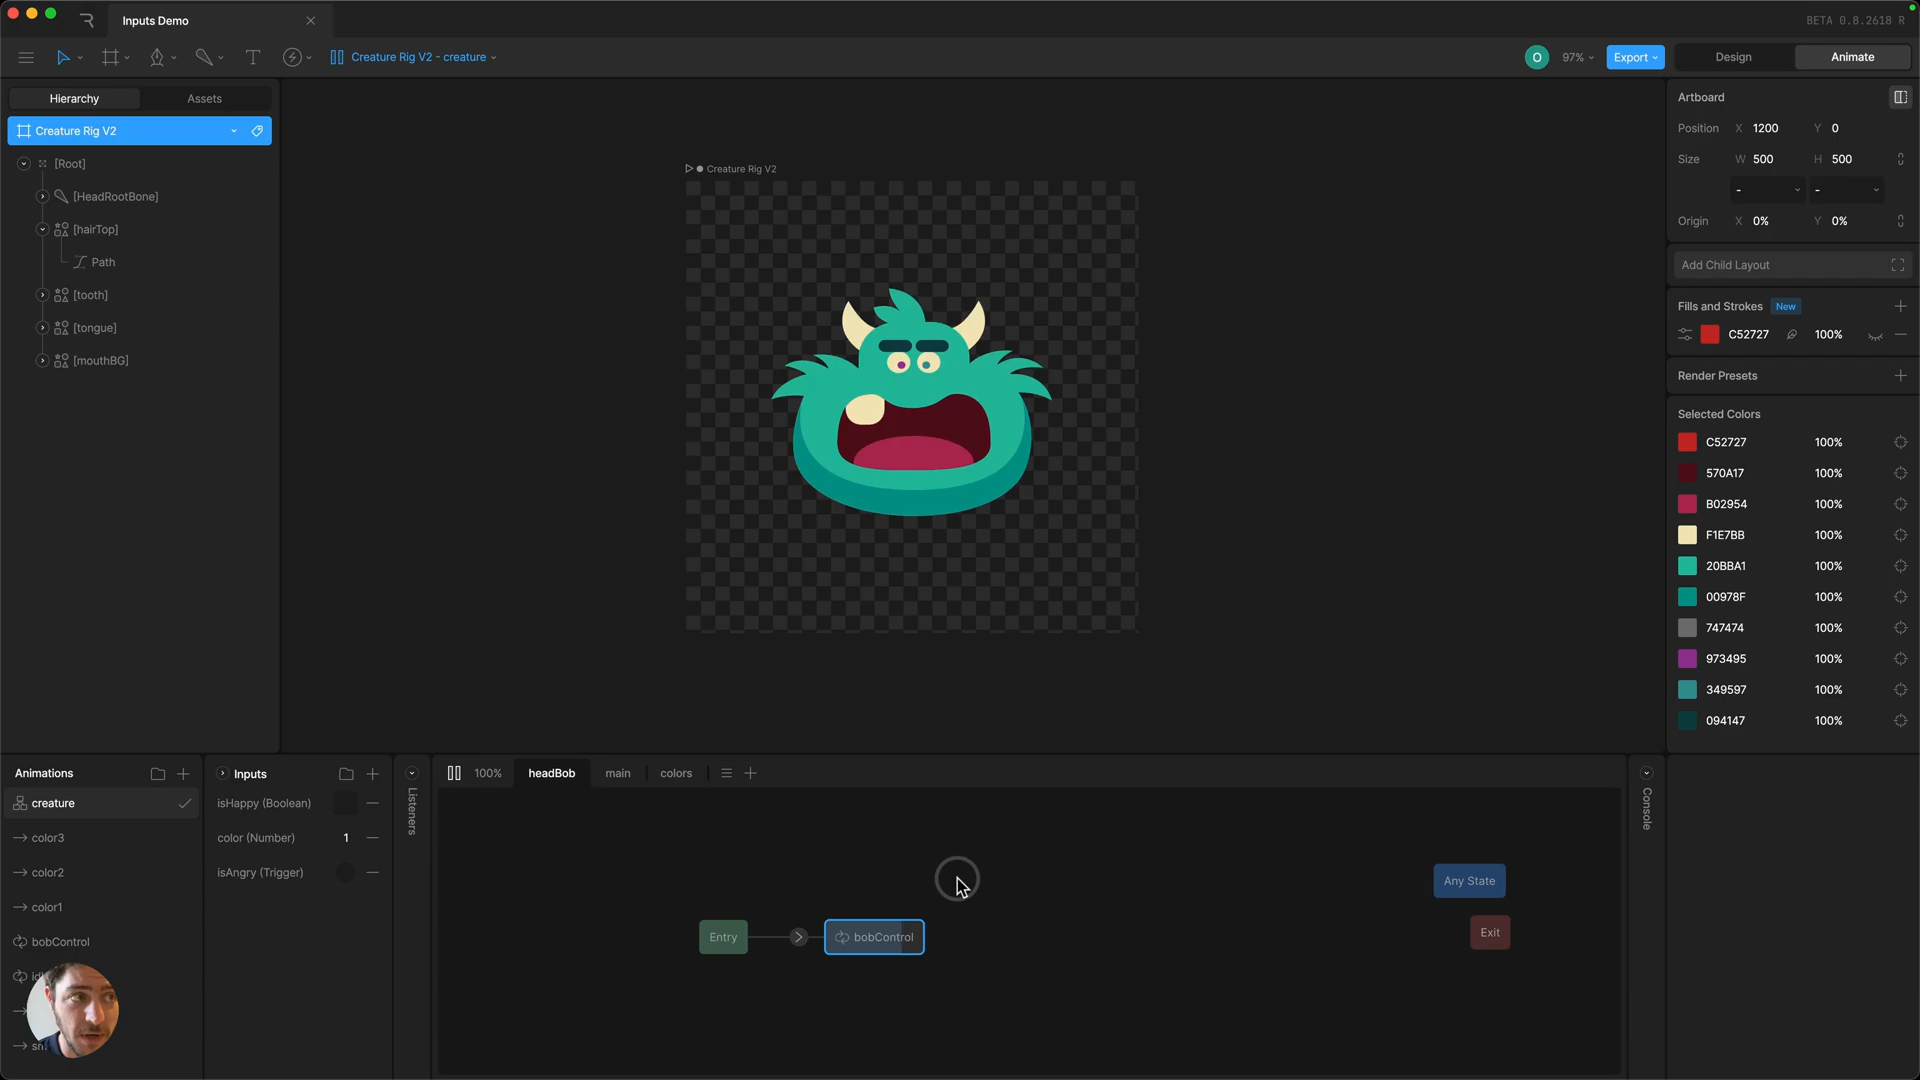 Inputs Demo
BETA 0.8.2618 R
Creature Rig V2 - creature
O
97%
Export
Design
Animate
Hierarchy
Assets
Creature Rig V2
[Root]
[HeadRootBone]
[hairTop]
Path
[tooth]
[tongue]
[mouthBG]
Creature Rig V2
Artboard
Position X 1200 Y 0
Size W 500 H 500
- -
Origin X 0% Y 0%
Add Child Layout
Fills and Strokes New
C52727 100%
Render Presets
Selected Colors
C52727 100%
570A17 100%
B02954 100%
F1E7BB 100%
20BBA1 100%
00978F 100%
747474 100%
973495 100%
349597 100%
094147 100%
Animations
creature
color3
color2
color1
bobControl
Inputs
isHappy (Boolean)
color (Number) 1
isAngry (Trigger)
Listeners
100%
headBob
main
colors
Entry
bobControl
Any State
Exit
Console